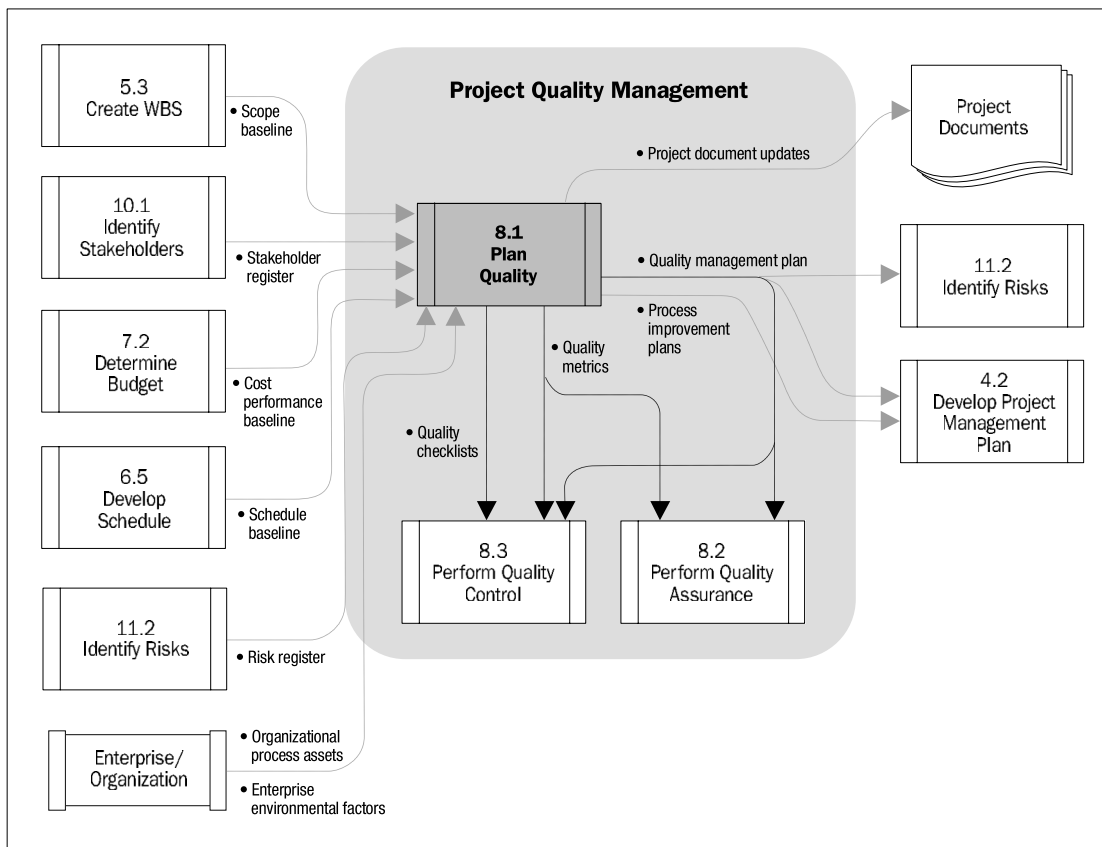 Project Quality Management
5.3
Create WBS
• Scope
baseline
10.1
Identify
Stakeholders
• Stakeholder
register
7.2
Determine
Budget
• Cost
performance
baseline
6.5
Develop
Schedule
• Schedule
baseline
11.2
Identify Risks
• Risk register
Enterprise/
Organization
• Organizational
process assets
• Enterprise
environmental factors
8.1
Plan
Quality
• Project document updates
• Quality management plan
• Process
improvement
plans
• Quality
metrics
• Quality
checklists
8.3
Perform Quality
Control
8.2
Perform Quality
Assurance
Project
Documents
11.2
Identify Risks
4.2
Develop Project
Management
Plan